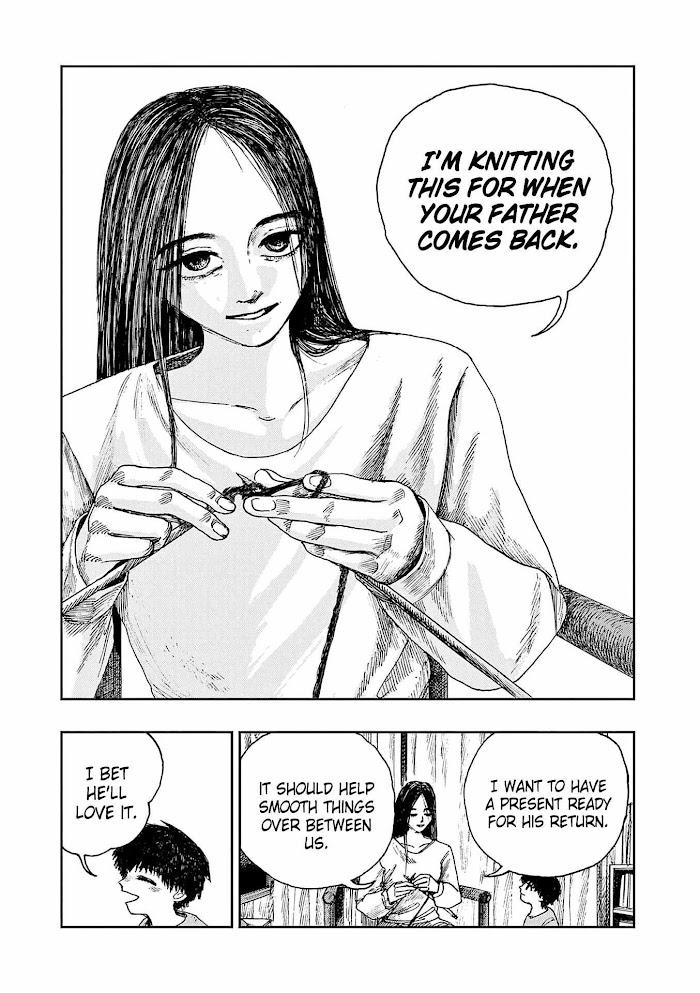 I'M KNITTING
THIS FOR WHEN
YOUR FATHER
COMES BACK.
I WANT TO HAVE
A PRESENT READY
FOR HIS RETURN.
IT SHOULD HELP
SMOOTH THINGS
OVER BETWEEN
US.
I BET
HE'LL
LOVE IT.